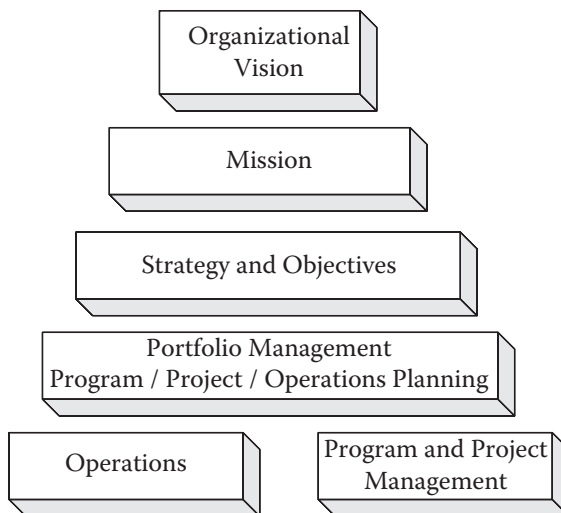 Organizational
Vision
Mission
Strategy and Objectives
Portfolio Management
Program / Project / Operations Planning
Operations
Program and Project
Management